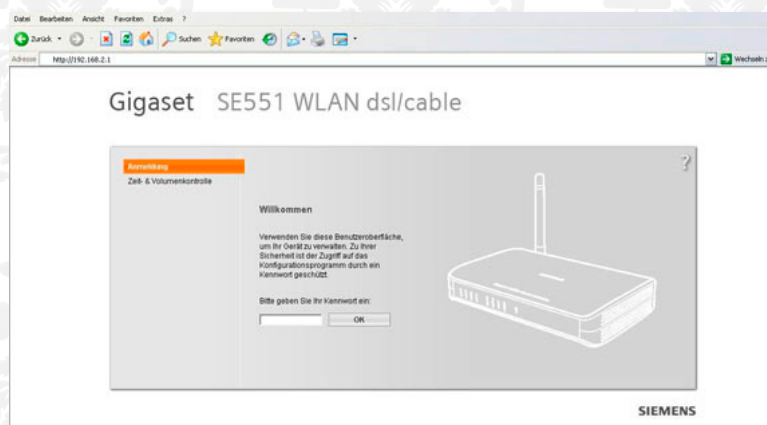 Datei Bearbeiten Ansicht Favoriten Extras ?
Zurück Suchen Favoriten
Adresse http://192.168.2.1 Wechseln
Gigaset SE551 WLAN dsl/cable
Anmeldung
Zeit- & Volumenkontrolle
?
Willkommen
Verwenden Sie diese Benutzeroberfläche,
um Ihr Gerät zu verwalten. Zu Ihrer
Sicherheit ist der Zugriff auf das
Konfigurationsprogramm durch ein
Kennwort geschützt.
Bitte geben Sie Ihr Kennwort ein:
OK
SIEMENS